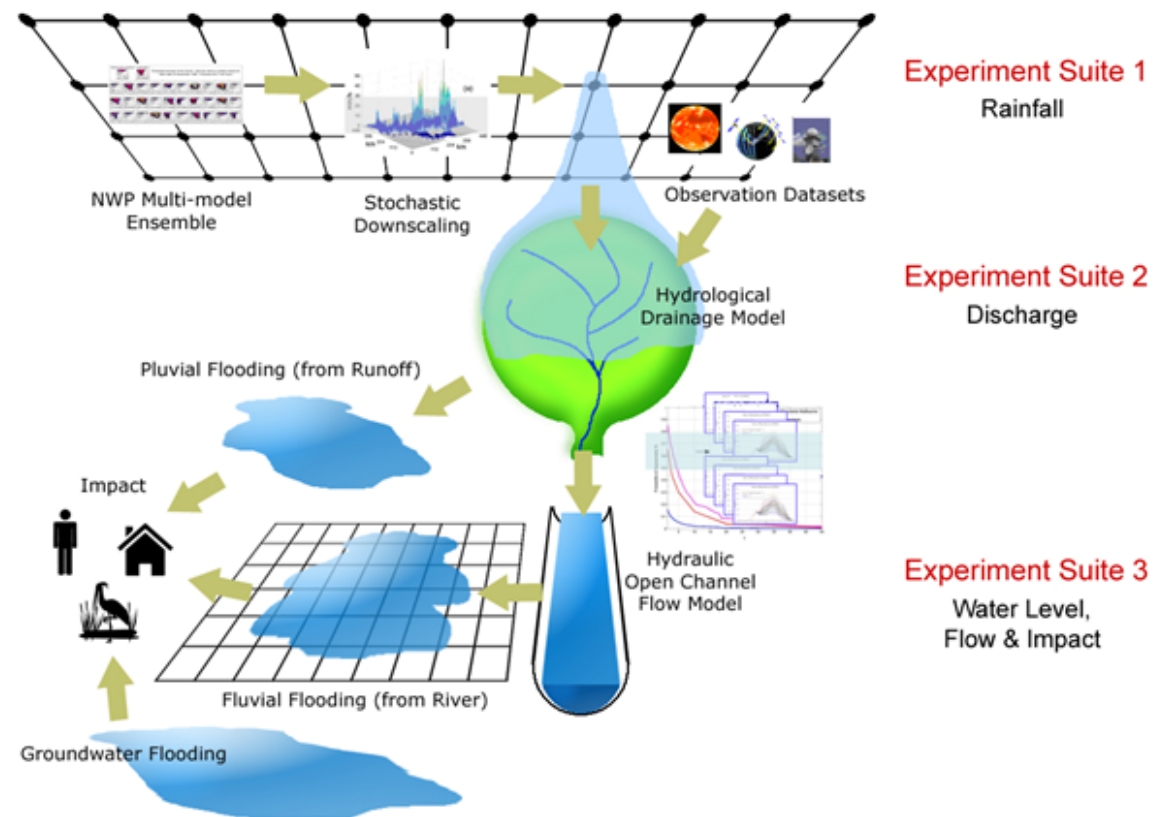 Experiment Suite 1
Rainfall
NWP Multi-model
Ensemble
Stochastic
Downscaling
Observation Datasets
Experiment Suite 2
Discharge
Hydrological
Drainage Model
Pluvial Flooding (from Runoff)
Impact
Hydraulic
Open Channel
Flow Model
Experiment Suite 3
Water Level,
Flow & Impact
Fluvial Flooding (from River)
Groundwater Flooding